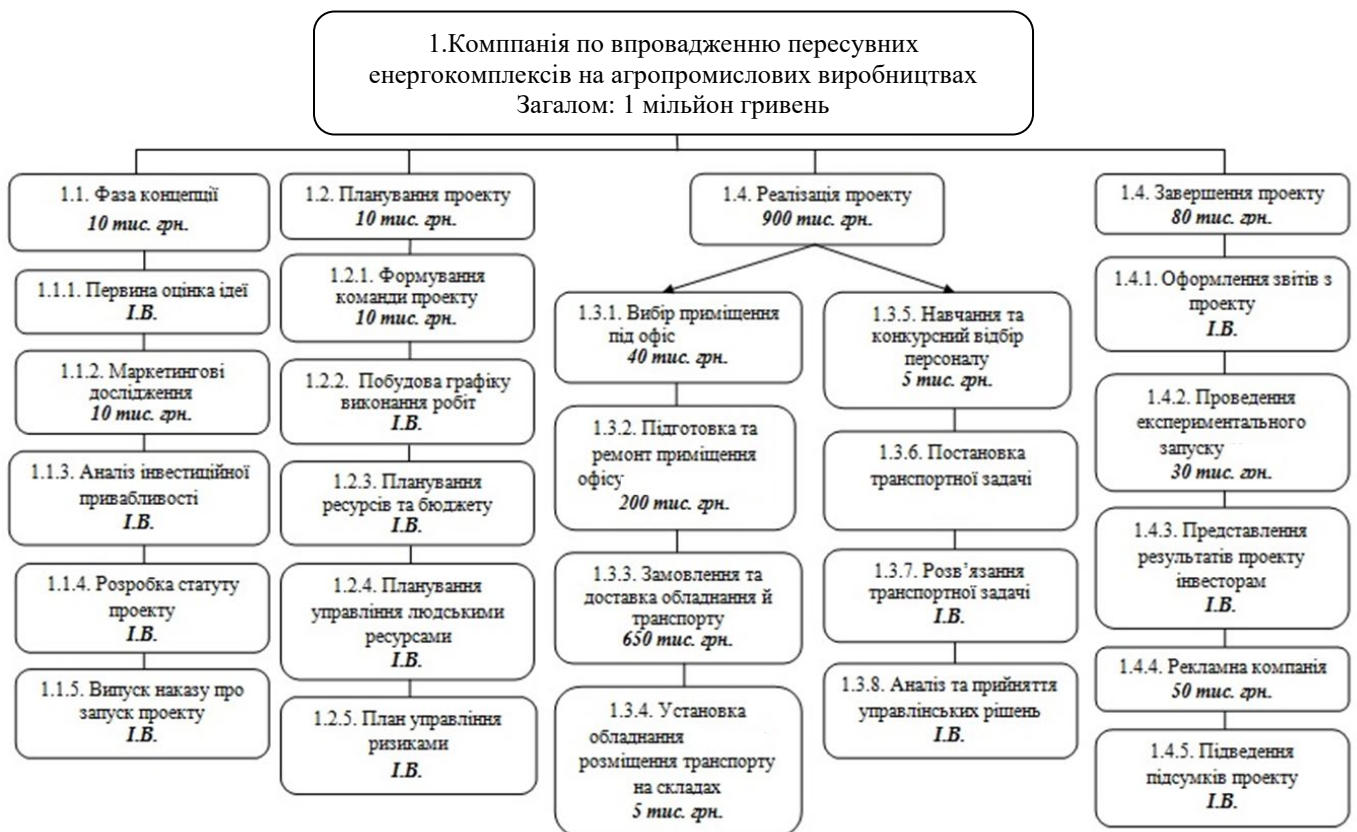 1.Комппанія по впровадженню пересувних
енергокомплексів на агропромислових виробництвах
Загалом: 1 мільйон гривень
1.1. Фаза концепції
10 тис. грн.
1.1.1. Первина оцінка ідеї
І.В.
1.1.2. Маркетингові
дослідження
10 тис. грн.
1.1.3. Аналіз інвестиційної
привабливості
І.В.
1.1.4. Розробка статуту
проекту
І.В.
1.1.5. Випуск наказу про
запуск проекту
І.В.
1.2. Планування проекту
10 тис. грн.
1.2.1. Формування
команди проекту
10 тис. грн.
1.2.2. Побудова графіку
виконання робіт
І.В.
1.2.3. Планування
ресурсів та бюджету
І.В.
1.2.4. Планування
управління людськими
ресурсами
І.В.
1.2.5. План управління
ризиками
І.В.
1.4. Реалізація проекту
900 тис. грн.
1.3.1. Вибір приміщення
під офіс
40 тис. грн.
1.3.2. Підготовка та
ремонт приміщення
офісу
200 тис. грн.
1.3.3. Замовлення та
доставка обладнання й
транспорту
650 тис. грн.
1.3.4. Установка
обладнання
розміщення транспорту
на складах
5 тис. грн.
1.3.5. Навчання та
конкурсний відбір
персоналу
5 тис. грн.
1.3.6. Постановка
транспортної задачі
1.3.7. Розв’язання
транспортної задачі
І.В.
1.3.8. Аналіз та прийняття
управлінських рішень
І.В.
1.4. Завершення проекту
80 тис. грн.
1.4.1. Оформлення звітів з
проекту
І.В.
1.4.2. Проведення
експериментального
запуску
30 тис. грн.
1.4.3. Представлення
результатів проекту
інвесторам
І.В.
1.4.4. Рекламна компанія
50 тис. грн.
1.4.5. Підведення
підсумків проекту
І.В.